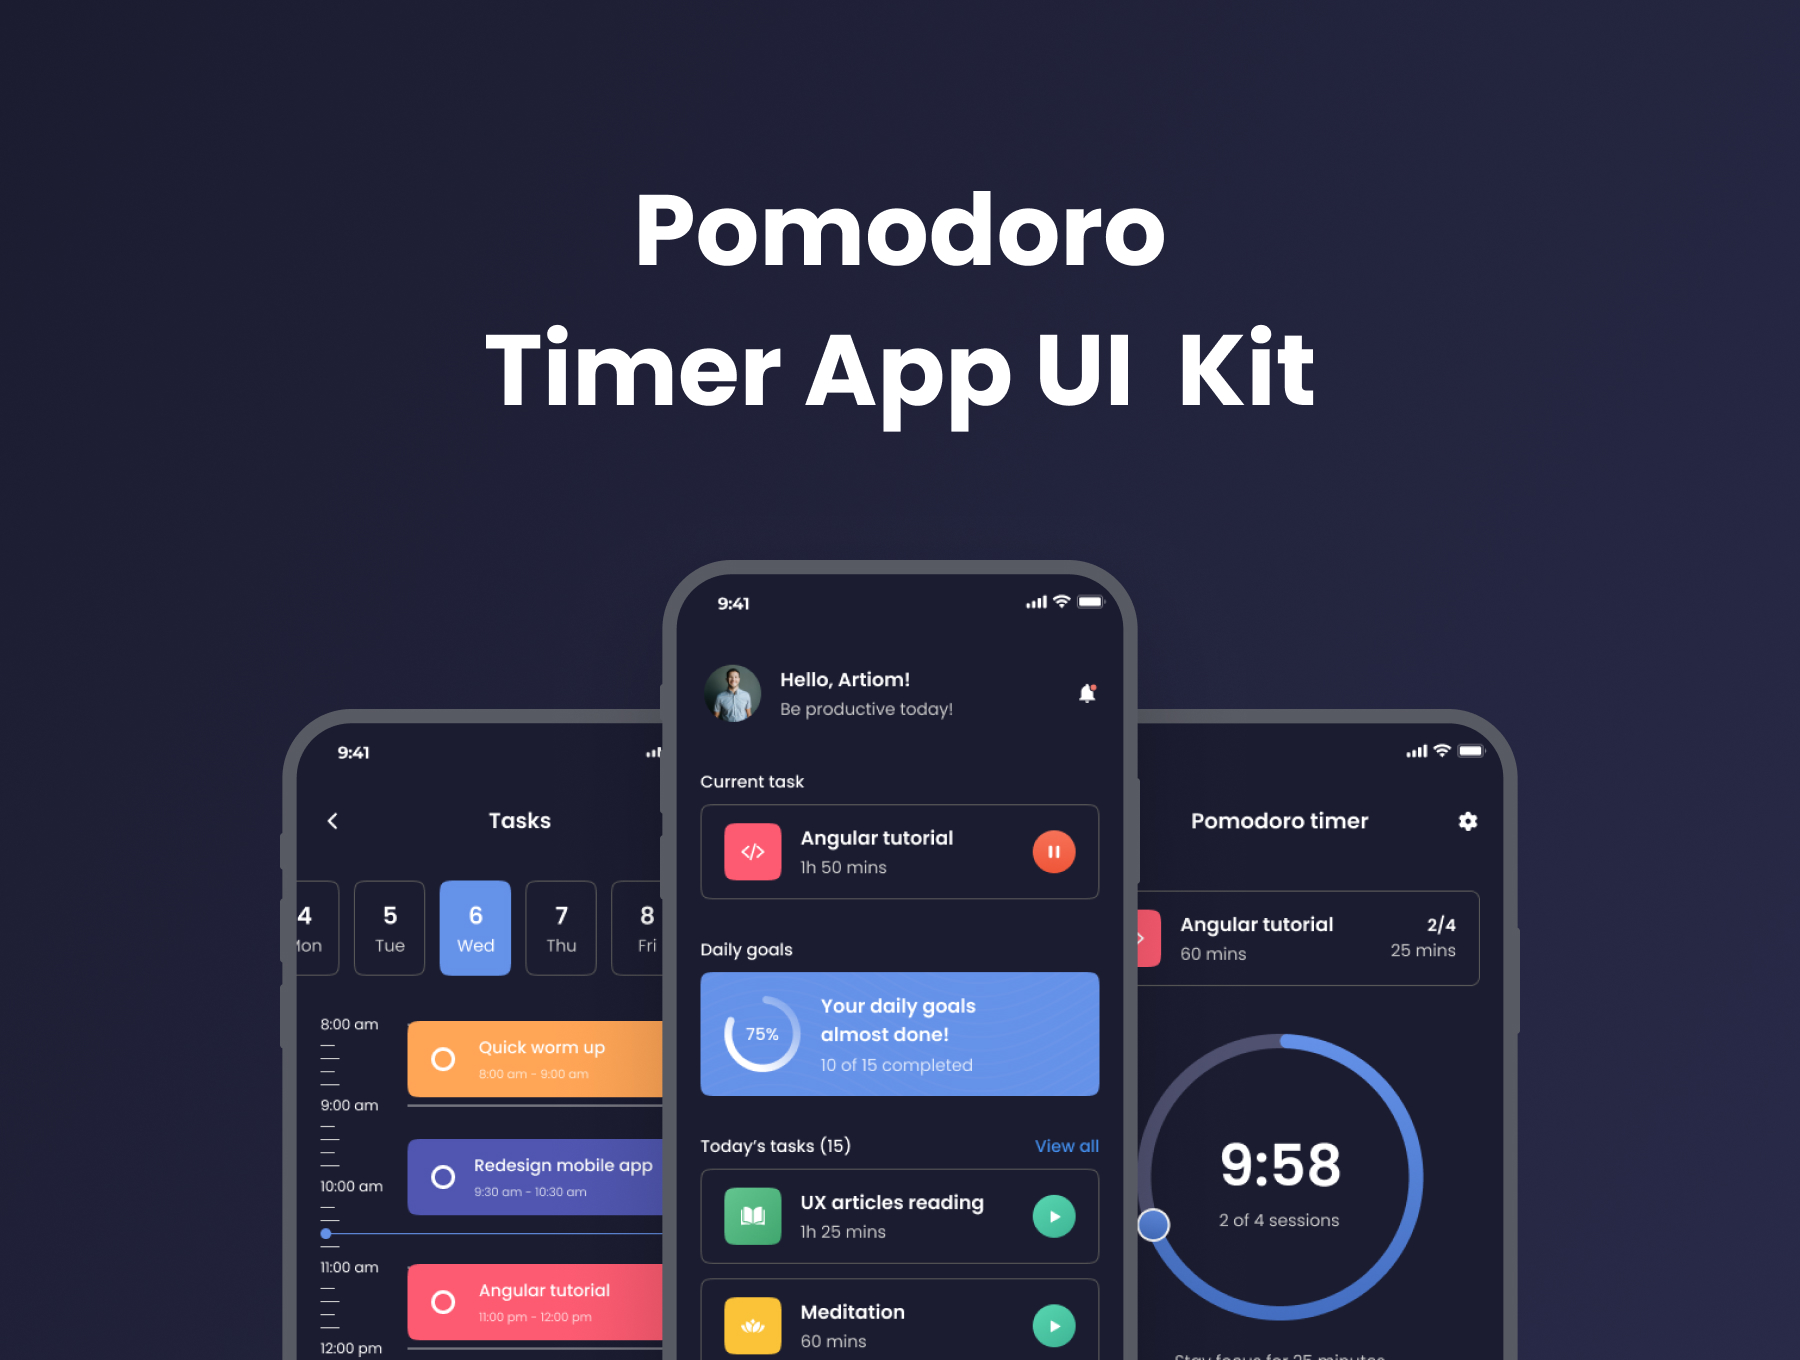 Pomodoro
Timer App UI Kit
9:41
Tasks
4
Mon
5
Tue
6
Wed
7
Thu
8
Fri
8:00 am
Quick worm up
8:00 am - 9:00 am
9:00 am
Redesign mobile app
9:30 am - 10:30 am
10:00 am
11:00 am
Angular tutorial
11:00 pm - 12:00 pm
12:00 pm
9:41
Hello, Artiom!
Be productive today!
Current task
Angular tutorial
1h 50 mins
Daily goals
75%
Your daily goals
almost done!
10 of 15 completed
Today's tasks (15)
View all
UX articles reading
1h 25 mins
Meditation
60 mins
Pomodoro timer
Angular tutorial
2/4
60 mins
25 mins
9:58
2 of 4 sessions
Stay focus for 25 minutes